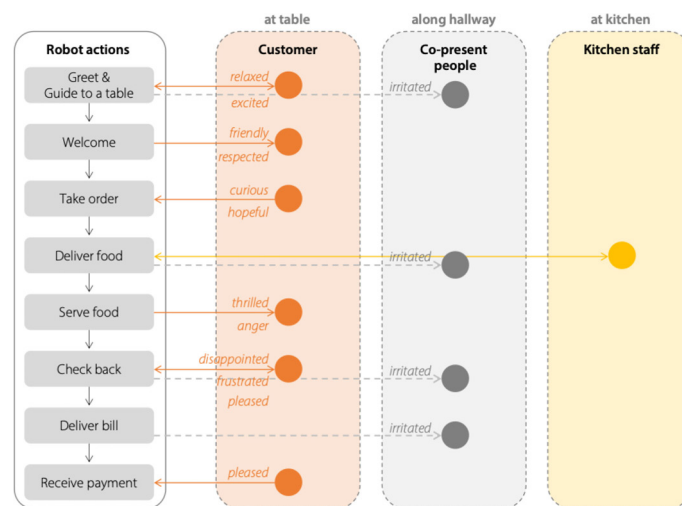 at table
along hallway
at kitchen
Robot actions
Customer
Co-present
people
Kitchen staff
Greet &
Guide to a table
relaxed
excited
irritated
Welcome
friendly
respected
Take order
curious
hopeful
Deliver food
irritated
Serve food
thrilled
anger
Check back
disappointed
frustrated
pleased
irritated
Deliver bill
irritated
Receive payment
pleased